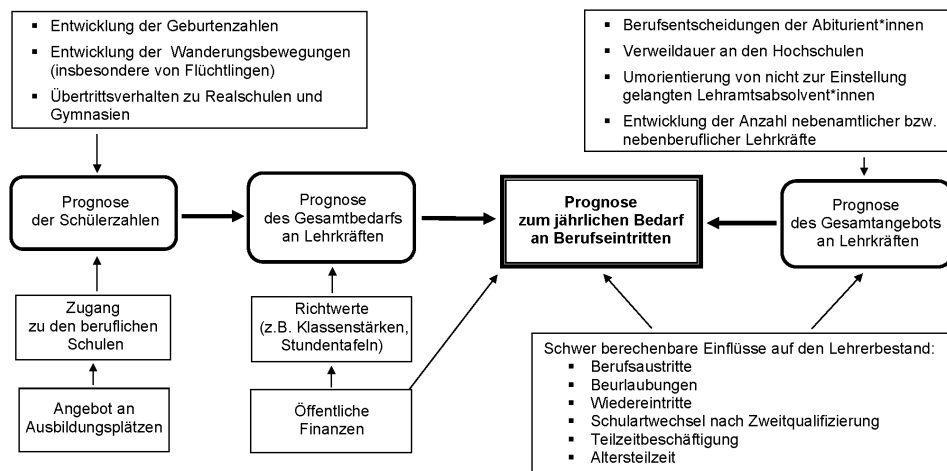 ▪ Entwicklung der Geburtenzahlen
▪ Entwicklung der Wanderungsbewegungen
(insbesondere von Flüchtlingen)
▪ Übertrittsverhalten zu Realschulen und
Gymnasien
▪ Berufsentscheidungen der Abiturient*innen
▪ Verweildauer an den Hochschulen
▪ Umorientierung von nicht zur Einstellung
gelangten Lehramtsabsolvent*innen
▪ Entwicklung der Anzahl nebenamtlicher bzw.
nebenberuflicher Lehrkräfte
Prognose
der Schülerzahlen
Prognose
des Gesamtbedarfs
an Lehrkräften
Prognose
zum jährlichen Bedarf
an Berufseintritten
Prognose
des Gesamtangebots
an Lehrkräften
Zugang
zu den beruflichen
Schulen
Richtwerte
(z.B. Klassenstärken,
Stundentafeln)
Angebot an
Ausbildungsplätzen
Öffentliche
Finanzen
Schwer berechenbare Einflüsse auf den Lehrerbestand:
▪ Berufsaustritte
▪ Beurlaubungen
▪ Wiedereintritte
▪ Schulartwechsel nach Zweitqualifizierung
▪ Teilzeitbeschäftigung
▪ Altersteilzeit